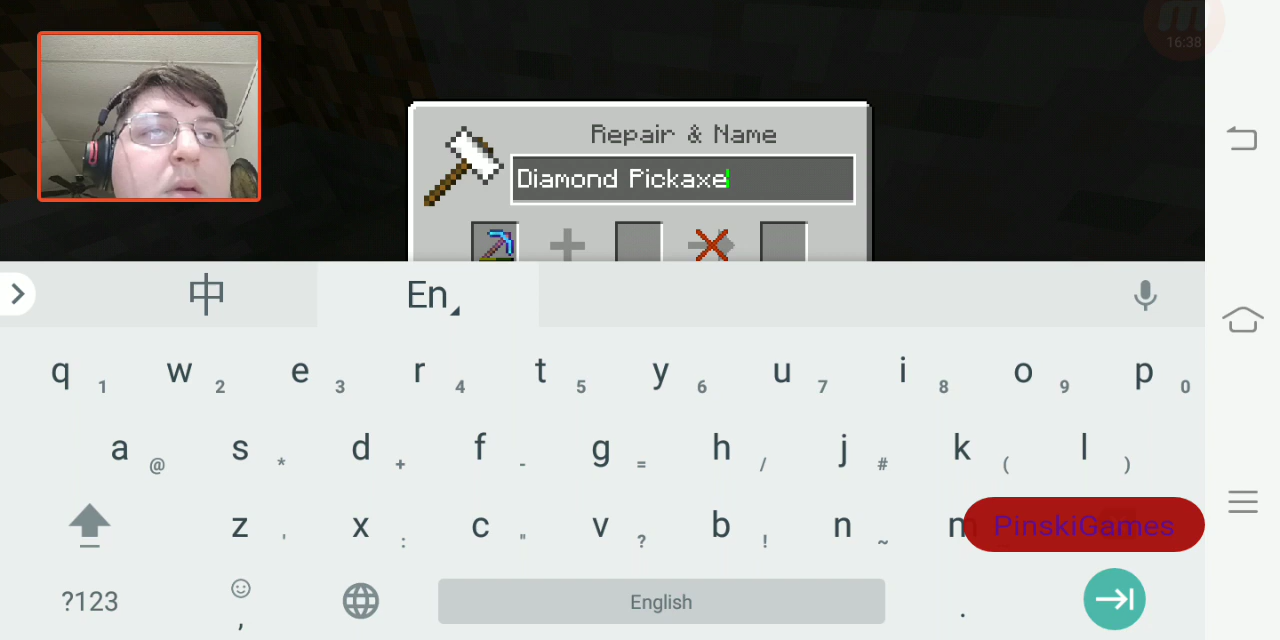 16:38
Repair & Name
Diamond Pickaxe
中 En
q 1 w 2 e 3 r 4 t 5 y 6 u 7 i 8 o 9 p 0
a @ s * d + f - g = h / j # k ( l )
z ' x : c " v ? b ! n ~ m PinskiGames
?123 , English .